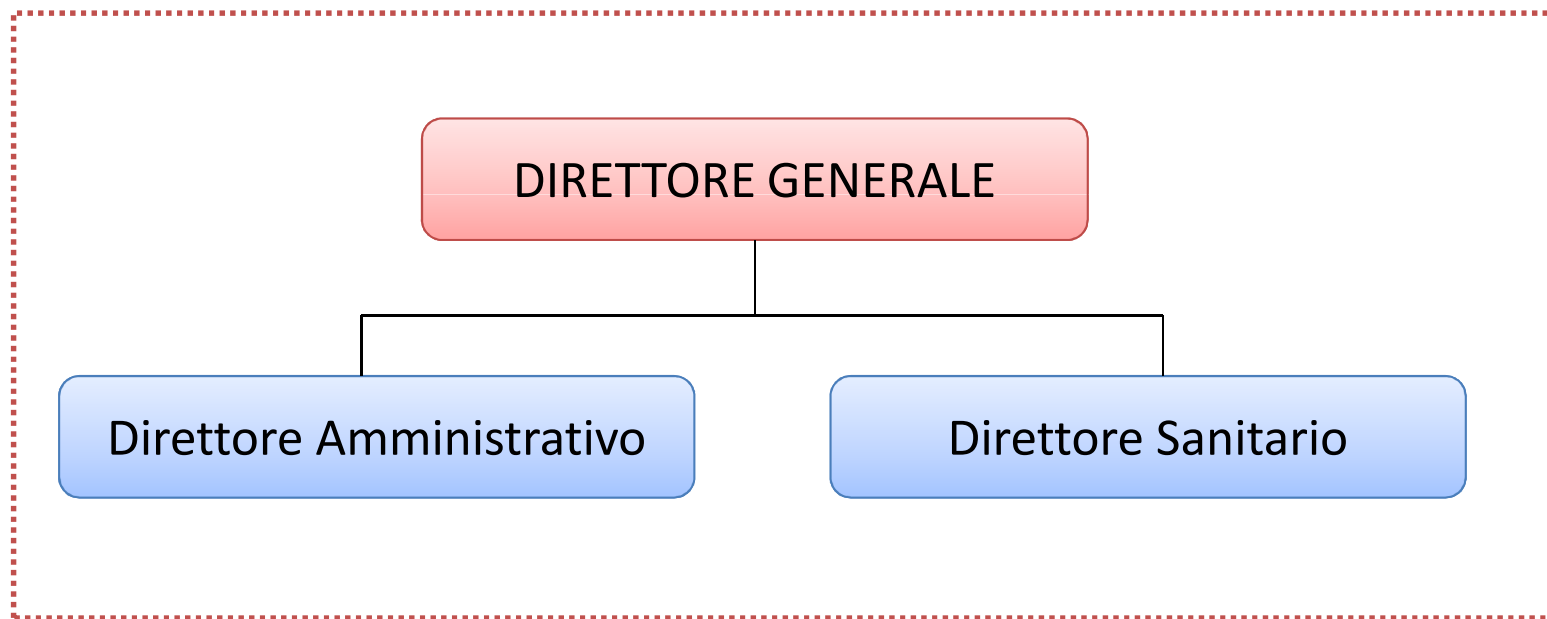 DIRETTORE GENERALE
Direttore Amministrativo
Direttore Sanitario